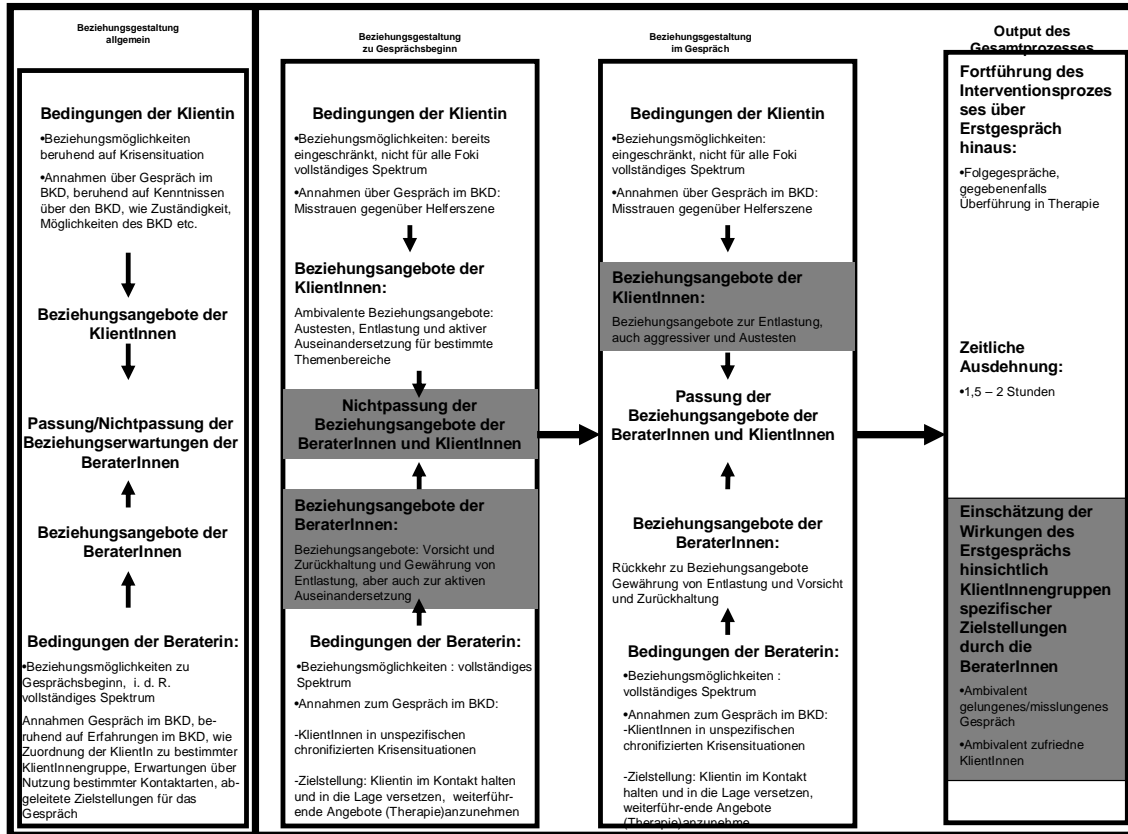 Beziehungsgestaltung
allgemein
Bedingungen der Klientin
•Beziehungsmöglichkeiten
beruhend auf Krisensituation
•Annahmen über Gespräch im
BKD, beruhend auf Kenntnissen
über den BKD, wie Zuständigkeit,
Möglichkeiten des BKD etc.
Beziehungsangebote der
KlientInnen
Passung/Nichtpassung der
Beziehungserwartungen der
BeraterInnen
Beziehungsangebote der
BeraterInnen
Bedingungen der Beraterin:
•Beziehungsmöglichkeiten zu
Gesprächsbeginn, i. d. R.
vollständiges Spektrum
Annahmen Gespräch im BKD, be-
ruhend auf Erfahrungen im BKD, wie
Zuordnung der KlientIn zu bestimmter
KlientInnengruppe, Erwartungen über
Nutzung bestimmter Kontaktarten, ab-
geleitete Zielstellungen für das
Gespräch
Beziehungsgestaltung
zu Gesprächsbeginn
Bedingungen der Klientin
•Beziehungsmöglichkeiten: bereits
eingeschränkt, nicht für alle Foki
vollständiges Spektrum
•Annahmen über Gespräch im BKD:
Misstrauen gegenüber Helferszene
Beziehungsangebote der
KlientInnen:
Ambivalente Beziehungsangebote:
Austesten, Entlastung und aktiver
Auseinandersetzung für bestimmte
Themenbereiche
Nichtpassung der
Beziehungsangebote der
BeraterInnen und KlientInnen
Beziehungsangebote der
BeraterInnen:
Beziehungsangebote: Vorsicht und
Zurückhaltung und Gewährung von
Entlastung, aber auch zur aktiven
Auseinandersetzung
Bedingungen der Beraterin:
•Beziehungsmöglichkeiten : vollständiges
Spektrum
•Annahmen zum Gespräch im BKD:
-KlientInnen in unspezifischen
chronifizierten Krisensituationen
-Zielstellung: Klientin im Kontakt halten
und in die Lage versetzen, weiterführ-
ende Angebote (Therapie)anzunehmen
Beziehungsgestaltung
im Gespräch
Bedingungen der Klientin
•Beziehungsmöglichkeiten:
eingeschränkt, nicht für alle Foki
vollständiges Spektrum
•Annahmen über Gespräch im BKD:
Misstrauen gegenüber Helferszene
Beziehungsangebote der
KlientInnen:
Beziehungsangebote zur Entlastung,
auch aggressiver und Austesten
Passung der
Beziehungsangebote der
BeraterInnen und KlientInnen
Beziehungsangebote der
BeraterInnen:
Rückkehr zu Beziehungsangebote
Gewährung von Entlastung und Vorsicht
und Zurückhaltung
Bedingungen der Beraterin:
•Beziehungsmöglichkeiten :
vollständiges Spektrum
•Annahmen zum Gespräch im BKD:
-KlientInnen in unspezifischen
chronifizierten Krisensituationen
-Zielstellung: Klientin im Kontakt
halten und in die Lage versetzen,
weiterführ-ende Angebote
(Therapie)anzunehme
Output des
Gesamtprozesses
Fortführung des
Interventionsprozes
ses über
Erstgespräch
hinaus:
•Folgegespräche,
gegebenenfalls
Überführung in Therapie
Zeitliche
Ausdehnung:
•1,5 – 2 Stunden
Einschätzung der
Wirkungen des
Erstgesprächs
hinsichtlich
KlientInnengruppen
spezifischer
Zielstellungen
durch die
BeraterInnen
•Ambivalent
gelungenes/misslungenes
Gespräch
•Ambivalent zufriedne
KlientInnen